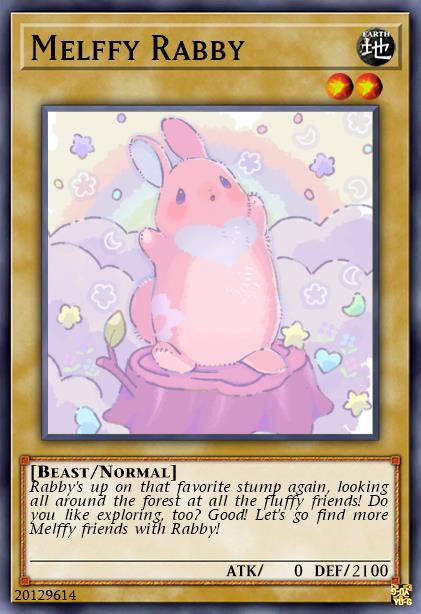 Melffy Rabby
EARTH
地
[Beast/Normal]
Rabby's up on that favorite stump again, looking
all around the forest at all the fluffy friends! Do
you like exploring, too? Good! Let's go find more
Melffy friends with Rabby!
ATK/ 0 DEF/2100
20129614